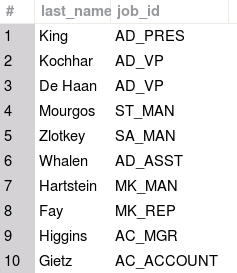 # last_name job_id
1 King AD_PRES
2 Kochhar AD_VP
3 De Haan AD_VP
4 Mourgos ST_MAN
5 Zlotkey SA_MAN
6 Whalen AD_ASST
7 Hartstein MK_MAN
8 Fay MK_REP
9 Higgins AC_MGR
10 Gietz AC_ACCOUNT